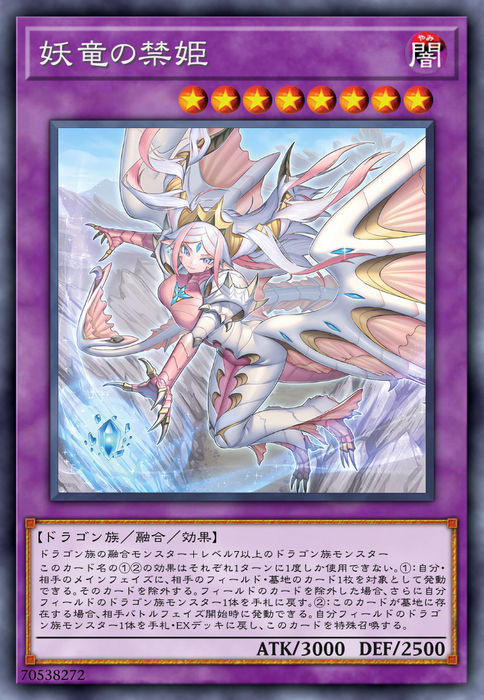 妖竜の禁姫
やみ
闇
【ドラゴン族／融合／効果】
ドラゴン族の融合モンスター＋レベル7以上のドラゴン族モンスター
このカード名の①②の効果はそれぞれ1ターンに1度しか使用できない。①：自分・
相手のメインフェイズに、相手のフィールド・墓地のカード1枚を対象として発動
できる。そのカードを除外する。フィールドのカードを除外した場合、さらに自分
フィールドのドラゴン族モンスター1体を手札に戻す。②：このカードが墓地に存
在する場合、相手バトルフェイズ開始時に発動できる。自分フィールドのドラゴ
ン族モンスター1体を手札・EXデッキに戻し、このカードを特殊召喚する。
ATK/3000 DEF/2500
70538272